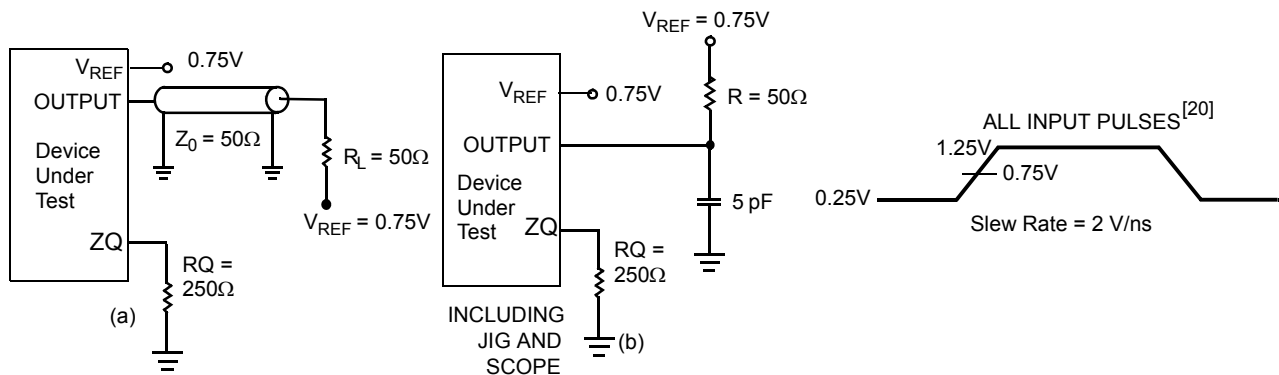 V_REF
0.75V
OUTPUT
Z_0 = 50Ω
Device
Under
Test
R_L = 50Ω
V_REF = 0.75V
ZQ
RQ =
250Ω
(a)
V_REF = 0.75V
R = 50Ω
V_REF
0.75V
OUTPUT
Device
Under
Test
5 pF
ZQ
RQ =
250Ω
INCLUDING
JIG AND
SCOPE
(b)
ALL INPUT PULSES[20]
1.25V
0.75V
0.25V
Slew Rate = 2 V/ns